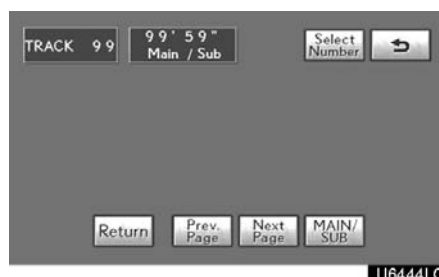 TRACK 99
99' 59"
Main / Sub
Select
Number
Return
Prev.
Page
Next
Page
MAIN/
SUB